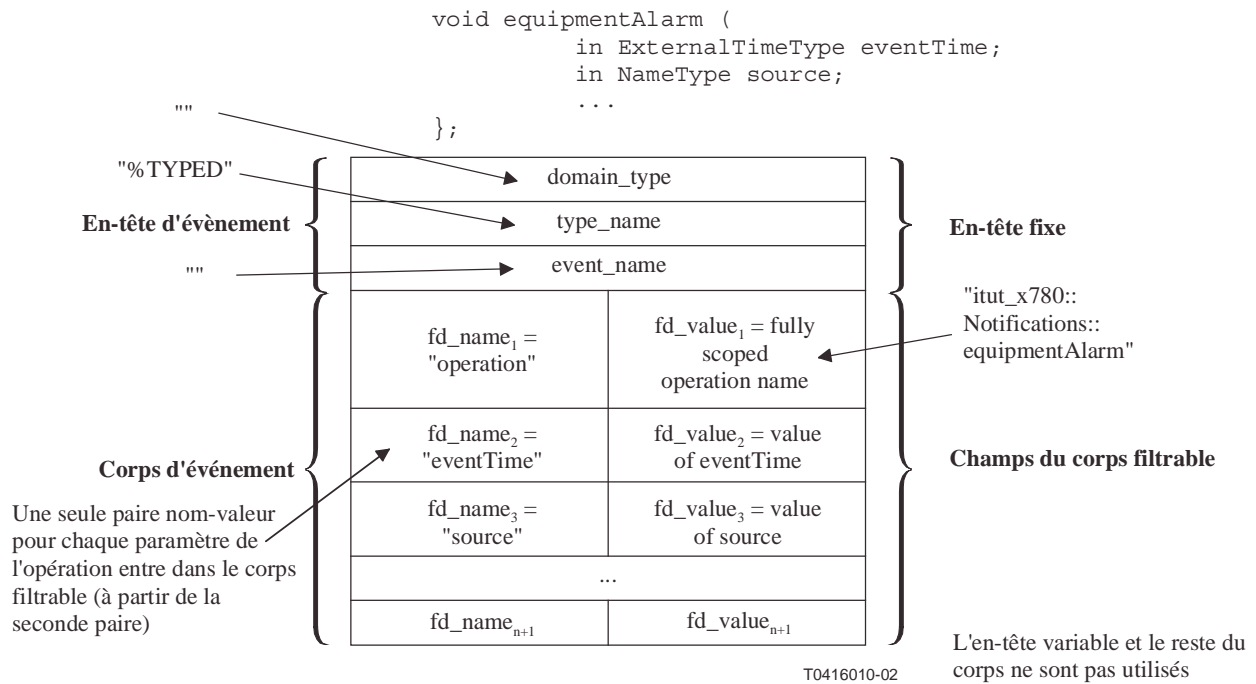 void equipmentAlarm (
in ExternalTimeType eventTime;
in NameType source;
...
};
""
"%TYPED"
En-tête d'évènement
""
domain_type
type_name
event_name
En-tête fixe
"itut_x780::
Notifications::
equipmentAlarm"
fd_name1 =
"operation"
fd_value1 = fully
scoped
operation name
fd_name2 =
"eventTime"
fd_value2 = value
of eventTime
Corps d'événement
Champs du corps filtrable
Une seule paire nom-valeur
pour chaque paramètre de
l'opération entre dans le corps
filtrable (à partir de la
seconde paire)
fd_name3 =
"source"
fd_value3 = value
of source
...
fd_namen+1
fd_valuen+1
L'en-tête variable et le reste du
corps ne sont pas utilisés
T0416010-02